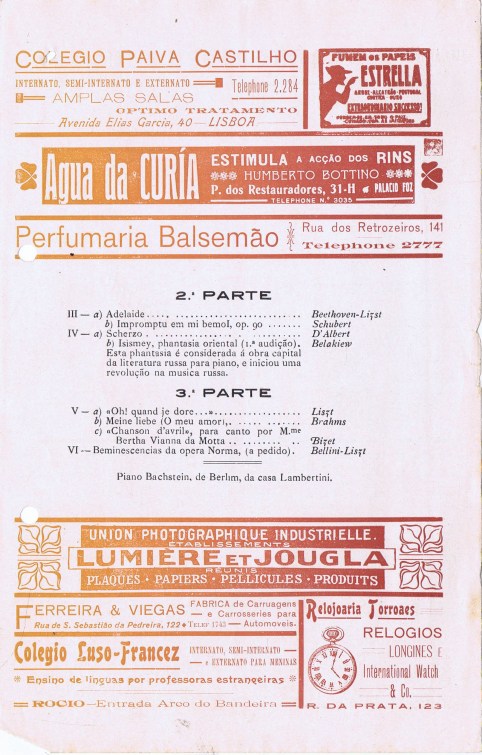 COLEGIO PAIVA CASTILHO
INTERNATO, SEMI-INTERNATO E EXTERNATO
Telephone 2.284
AMPLAS SALAS
OPTIMO TRATAMENTO
Avenida Elias Garcia, 40 — LISBOA
FUMEM OS PAPEIS
ESTRELLA
EXTRAORDINARIO SUCCESSO!
Agua da CURÍA
ESTIMULA A ACÇÃO DOS RINS
HUMBERTO BOTTINO
P. dos Restauradores, 31-H
PALACIO FOZ
TELEPHONE N.º 3035
Perfumaria Balsemão
Rua dos Retrozeiros, 141
Telephone 2777
2.ª PARTE
III — a) Adelaide .... Beethoven-Liszt
b) Impromptu em mi bemol, op. 90 ....... Schubert
IV — a) Scherzo .... D'Albert
b) Isismey, phantasia oriental (1.ª audição). Belakiew
Esta phantasia é considerada á obra capital
da literatura russa para piano, e iniciou uma
revolução na musica russa.
3.ª PARTE
V — a) «Oh! quand je dore...».... Liszt
b) Meine liebe (O meu amor),. .... Brahms
c) «Chanson d'avril», para canto por M.me
Bertha Vianna da Motta .. .... Bizet
VI — Beminescencias da opera Norma, (a pedido). Bellini-Liszt
Piano Bachstein, de Berlim, da casa Lambertini.
UNION PHOTOGRAPHIQUE INDUSTRIELLE.
ETABLISSEMENTS
LUMIÈRE ET JOUGLA
REUNIS
PLAQUES · PAPIERS · PELLICULES · PRODUITS
FERREIRA & VIEGAS
FABRICA de Carruagens
e Carrosseries para
Automoveis.
Rua de S. Sebastião da Pedreira, 122 • TELEF 1743
Colegio Luso-Francez
INTERNATO, SEMI-INTERNATO
e EXTERNATO PARA MENINAS
Ensino de linguas por professoras estrangeiras
ROCIO—Entrada Arco do Bandeira
Relojoaria Torroaes
RELOGIOS
LONGINES E
International Watch
& Co.
R. DA PRATA, 123